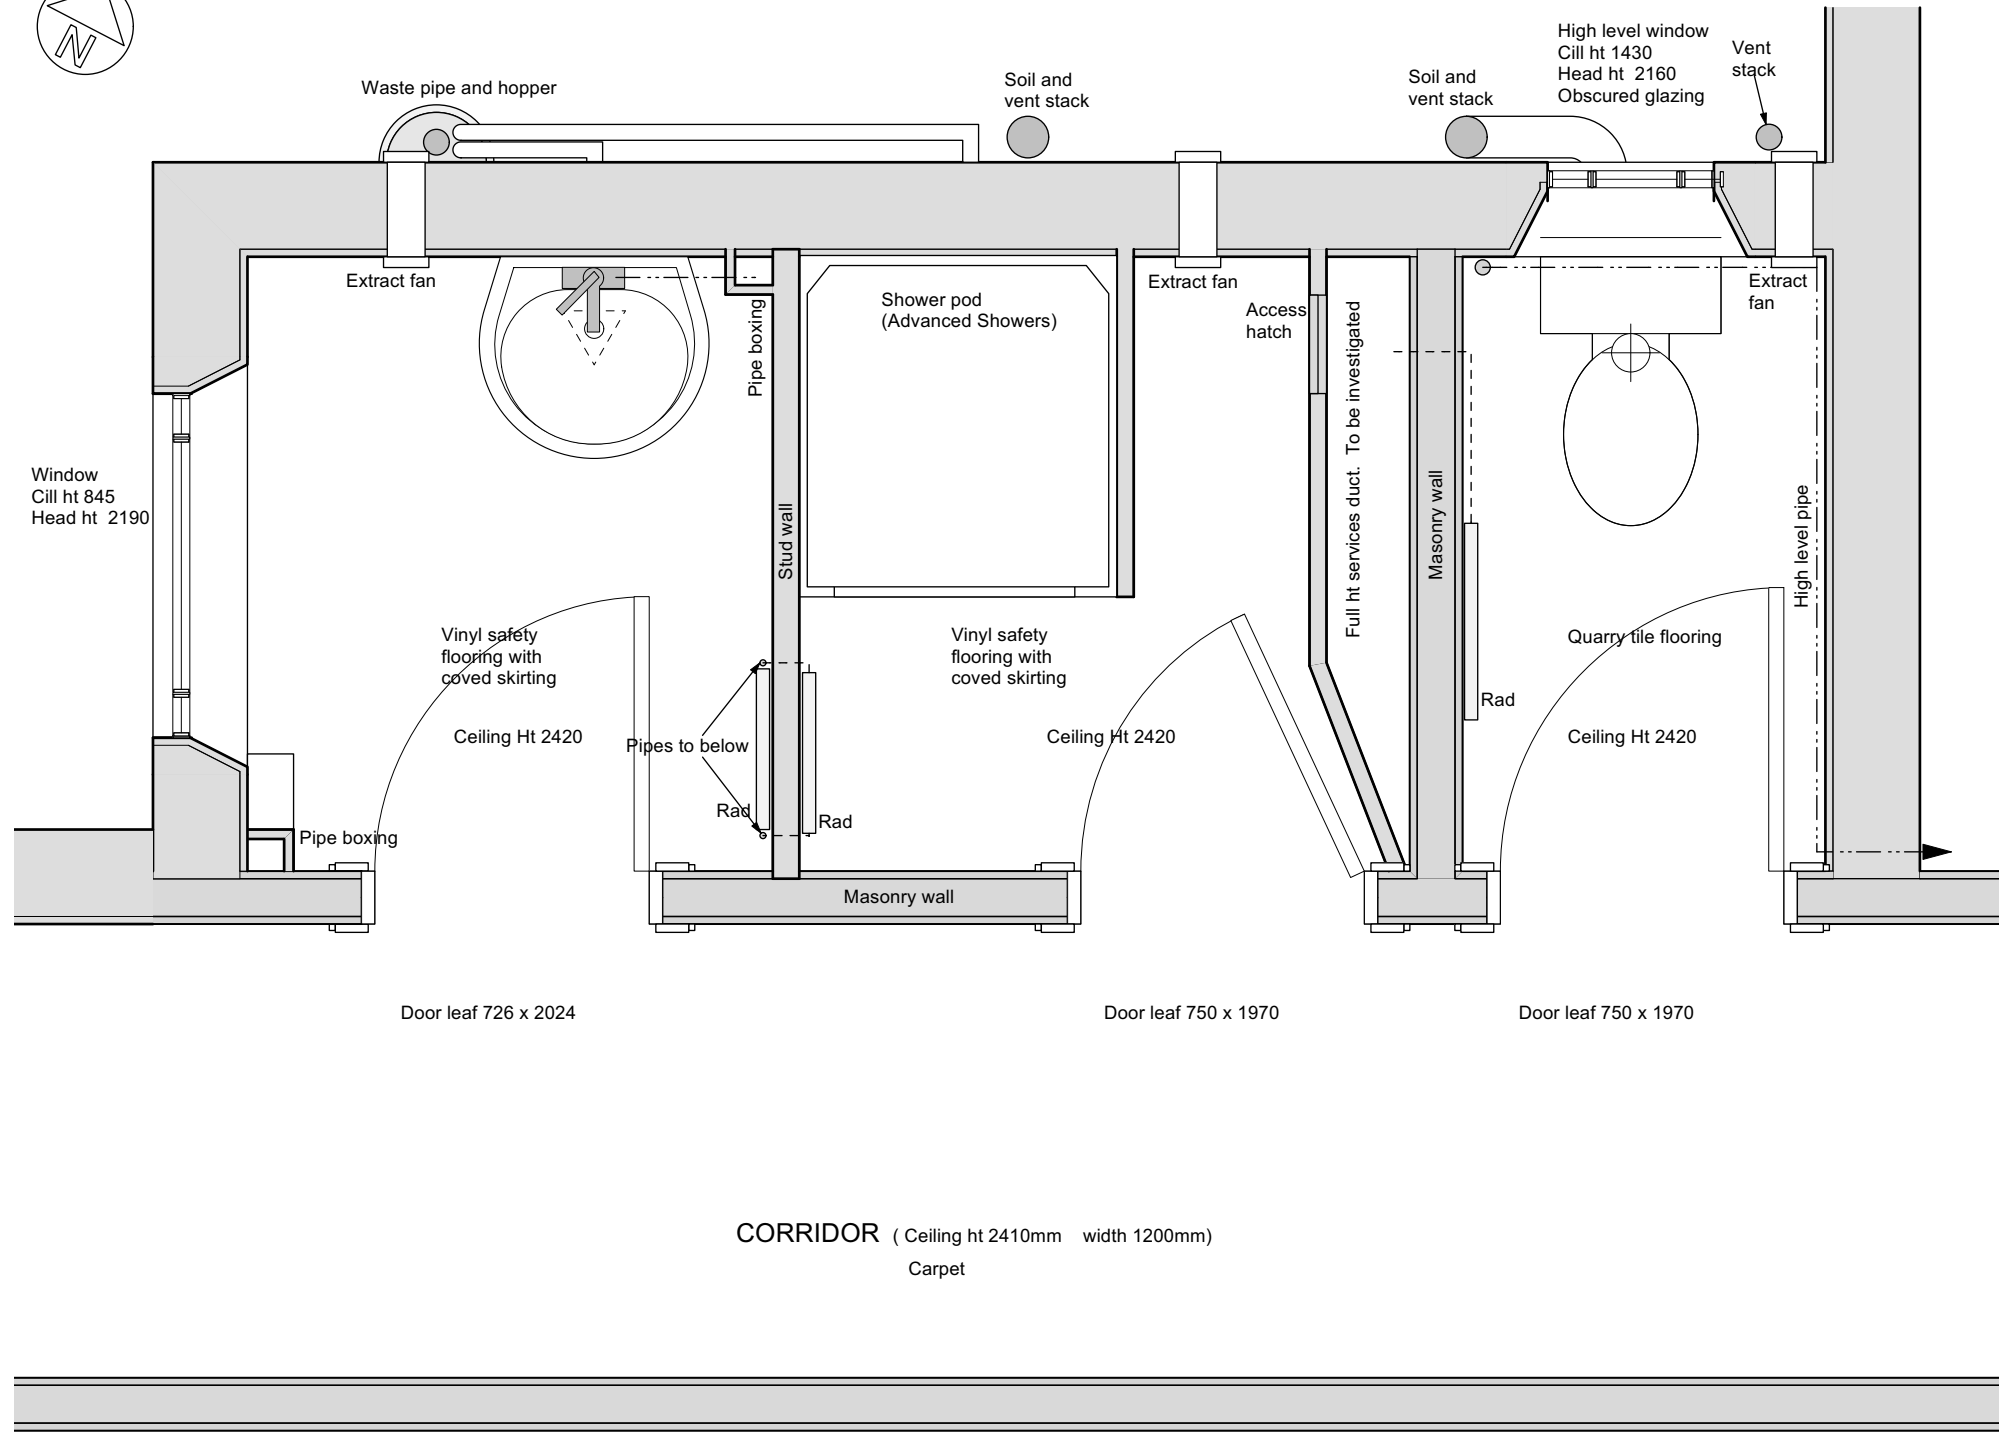 N
High level window
Cill ht 1430
Head ht  2160
Obscured glazing
Vent
stack
Waste pipe and hopper
Soil and
vent stack
Soil and
vent stack
Extract fan
Extract fan
Extract
fan
Shower pod
(Advanced Showers)
Access
hatch
Pipe boxing
Full ht services duct.  To be investigated
Masonry wall
Stud wall
High level pipe
Window
Cill ht 845
Head ht  2190
Vinyl safety
flooring with
coved skirting
Vinyl safety
flooring with
coved skirting
Quarry tile flooring
Rad
Ceiling Ht 2420
Pipes to below
Ceiling Ht 2420
Ceiling Ht 2420
Rad
Rad
Pipe boxing
Masonry wall
Door leaf 726 x 2024
Door leaf 750 x 1970
Door leaf 750 x 1970
CORRIDOR ( Ceiling ht 2410mm    width 1200mm)
Carpet